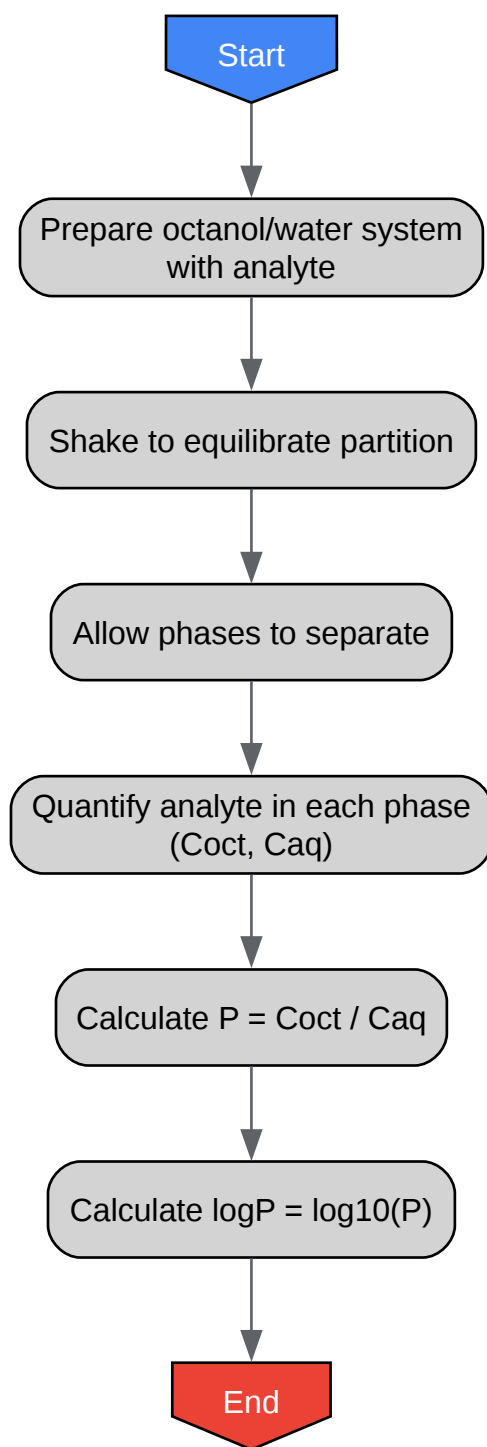 Start
Prepare octanol/water system
with analyte
Shake to equilibrate partition
Allow phases to separate
Quantify analyte in each phase
(Coct, Caq)
Calculate P = Coct / Caq
Calculate logP = log10(P)
End